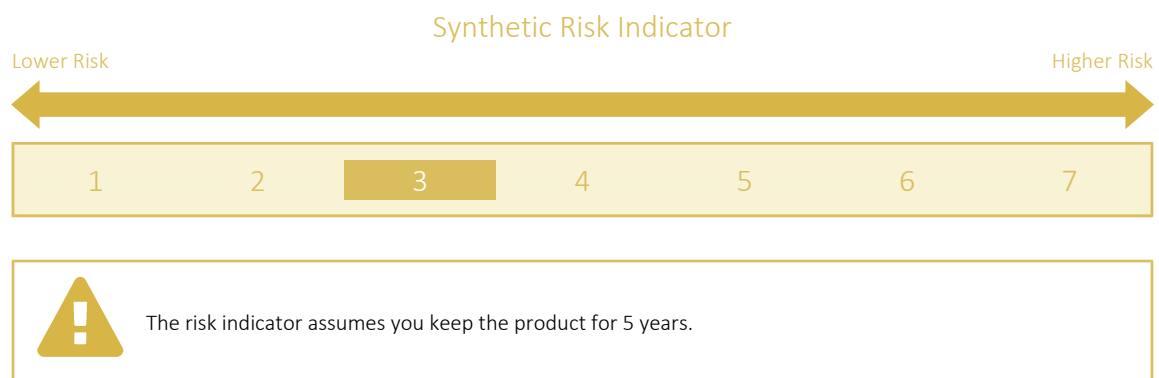 Synthetic Risk Indicator
Lower Risk Higher Risk
1 2 3 4 5 6 7
The risk indicator assumes you keep the product for 5 years.